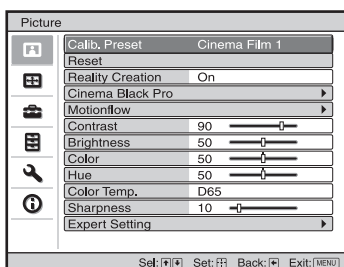 Picture
Calib. Preset Cinema Film 1
Reset
Reality Creation On
Cinema Black Pro
Motionflow
Contrast 90
Brightness 50
Color 50
Hue 50
Color Temp. D65
Sharpness 10
Expert Setting
Sel: Set: Back: Exit: MENU